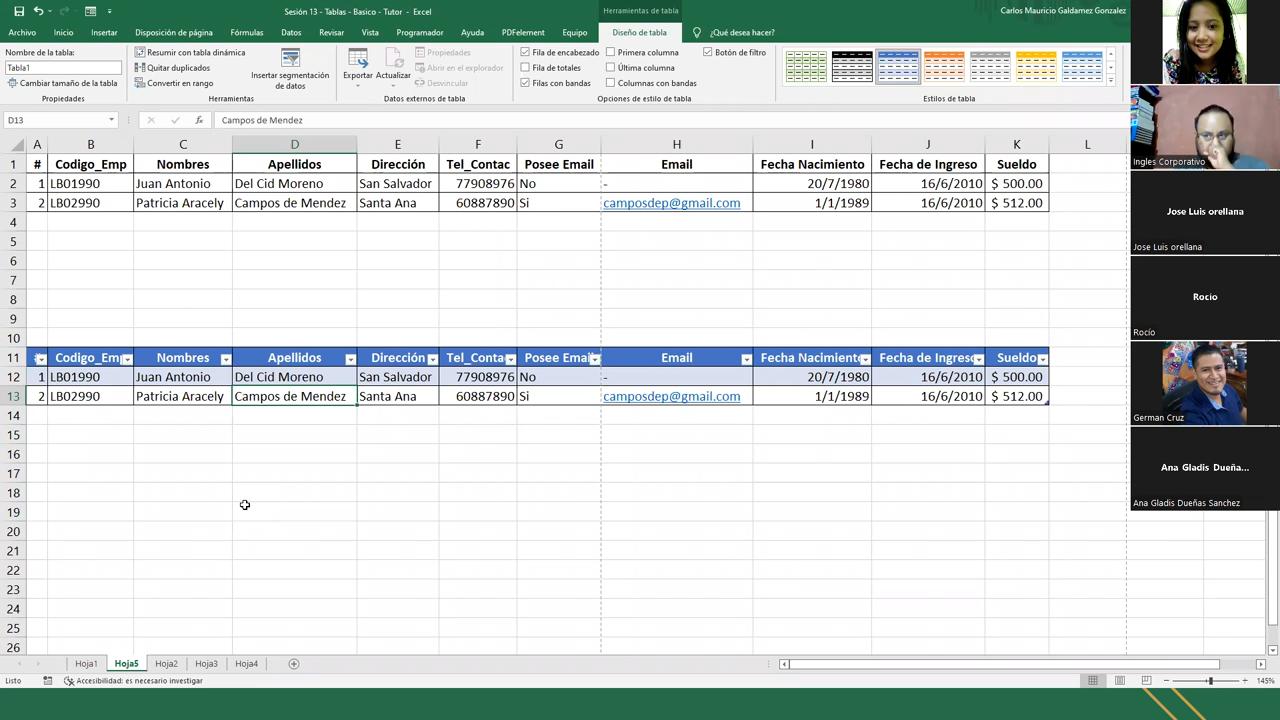 Sesión 13 - Tablas - Basico - Tutor - Excel
Herramientas de tabla
Carlos Mauricio Galdamez Gonzalez
Archivo Inicio Insertar Disposición de página Fórmulas Datos Revisar Vista Programador Ayuda PDFelement Equipo Diseño de tabla ¿Qué desea hacer?
Nombre de la tabla:
Tabla1
Cambiar tamaño de la tabla
Propiedades
Resumir con tabla dinámica
Quitar duplicados
Convertir en rango
Insertar segmentación de datos
Herramientas
Exportar Actualizar
Propiedades
Abrir en el explorador
Desvincular
Datos externos de tabla
Fila de encabezado Primera columna Botón de filtro
Fila de totales Última columna
Filas con bandas Columnas con bandas
Opciones de estilo de tabla
Estilos de tabla
D13 fx Campos de Mendez
A B C D E F G H I J K L
1 # Codigo_Emp Nombres Apellidos Dirección Tel_Contac Posee Email Email Fecha Nacimiento Fecha de Ingreso Sueldo
2 1 LB01990 Juan Antonio Del Cid Moreno San Salvador 77908976 No - 20/7/1980 16/6/2010 $ 500.00
3 2 LB02990 Patricia Aracely Campos de Mendez Santa Ana 60887890 Si camposdep@gmail.com 1/1/1989 16/6/2010 $ 512.00
4
5
6
7
8
9
10
11 # Codigo_Emp Nombres Apellidos Dirección Tel_Contac Posee Email Email Fecha Nacimiento Fecha de Ingreso Sueldo
12 1 LB01990 Juan Antonio Del Cid Moreno San Salvador 77908976 No - 20/7/1980 16/6/2010 $ 500.00
13 2 LB02990 Patricia Aracely Campos de Mendez Santa Ana 60887890 Si camposdep@gmail.com 1/1/1989 16/6/2010 $ 512.00
14
15
16
17
18
19
20
21
22
23
24
25
26
Hoja1 Hoja5 Hoja2 Hoja3 Hoja4
Listo Accesibilidad: es necesario investigar 145%
Ingles Corporativo
Jose Luis orellana
Jose Luis orellana
Rocío
Rocío
German Cruz
Ana Gladis Dueña...
Ana Gladis Dueñas Sanchez